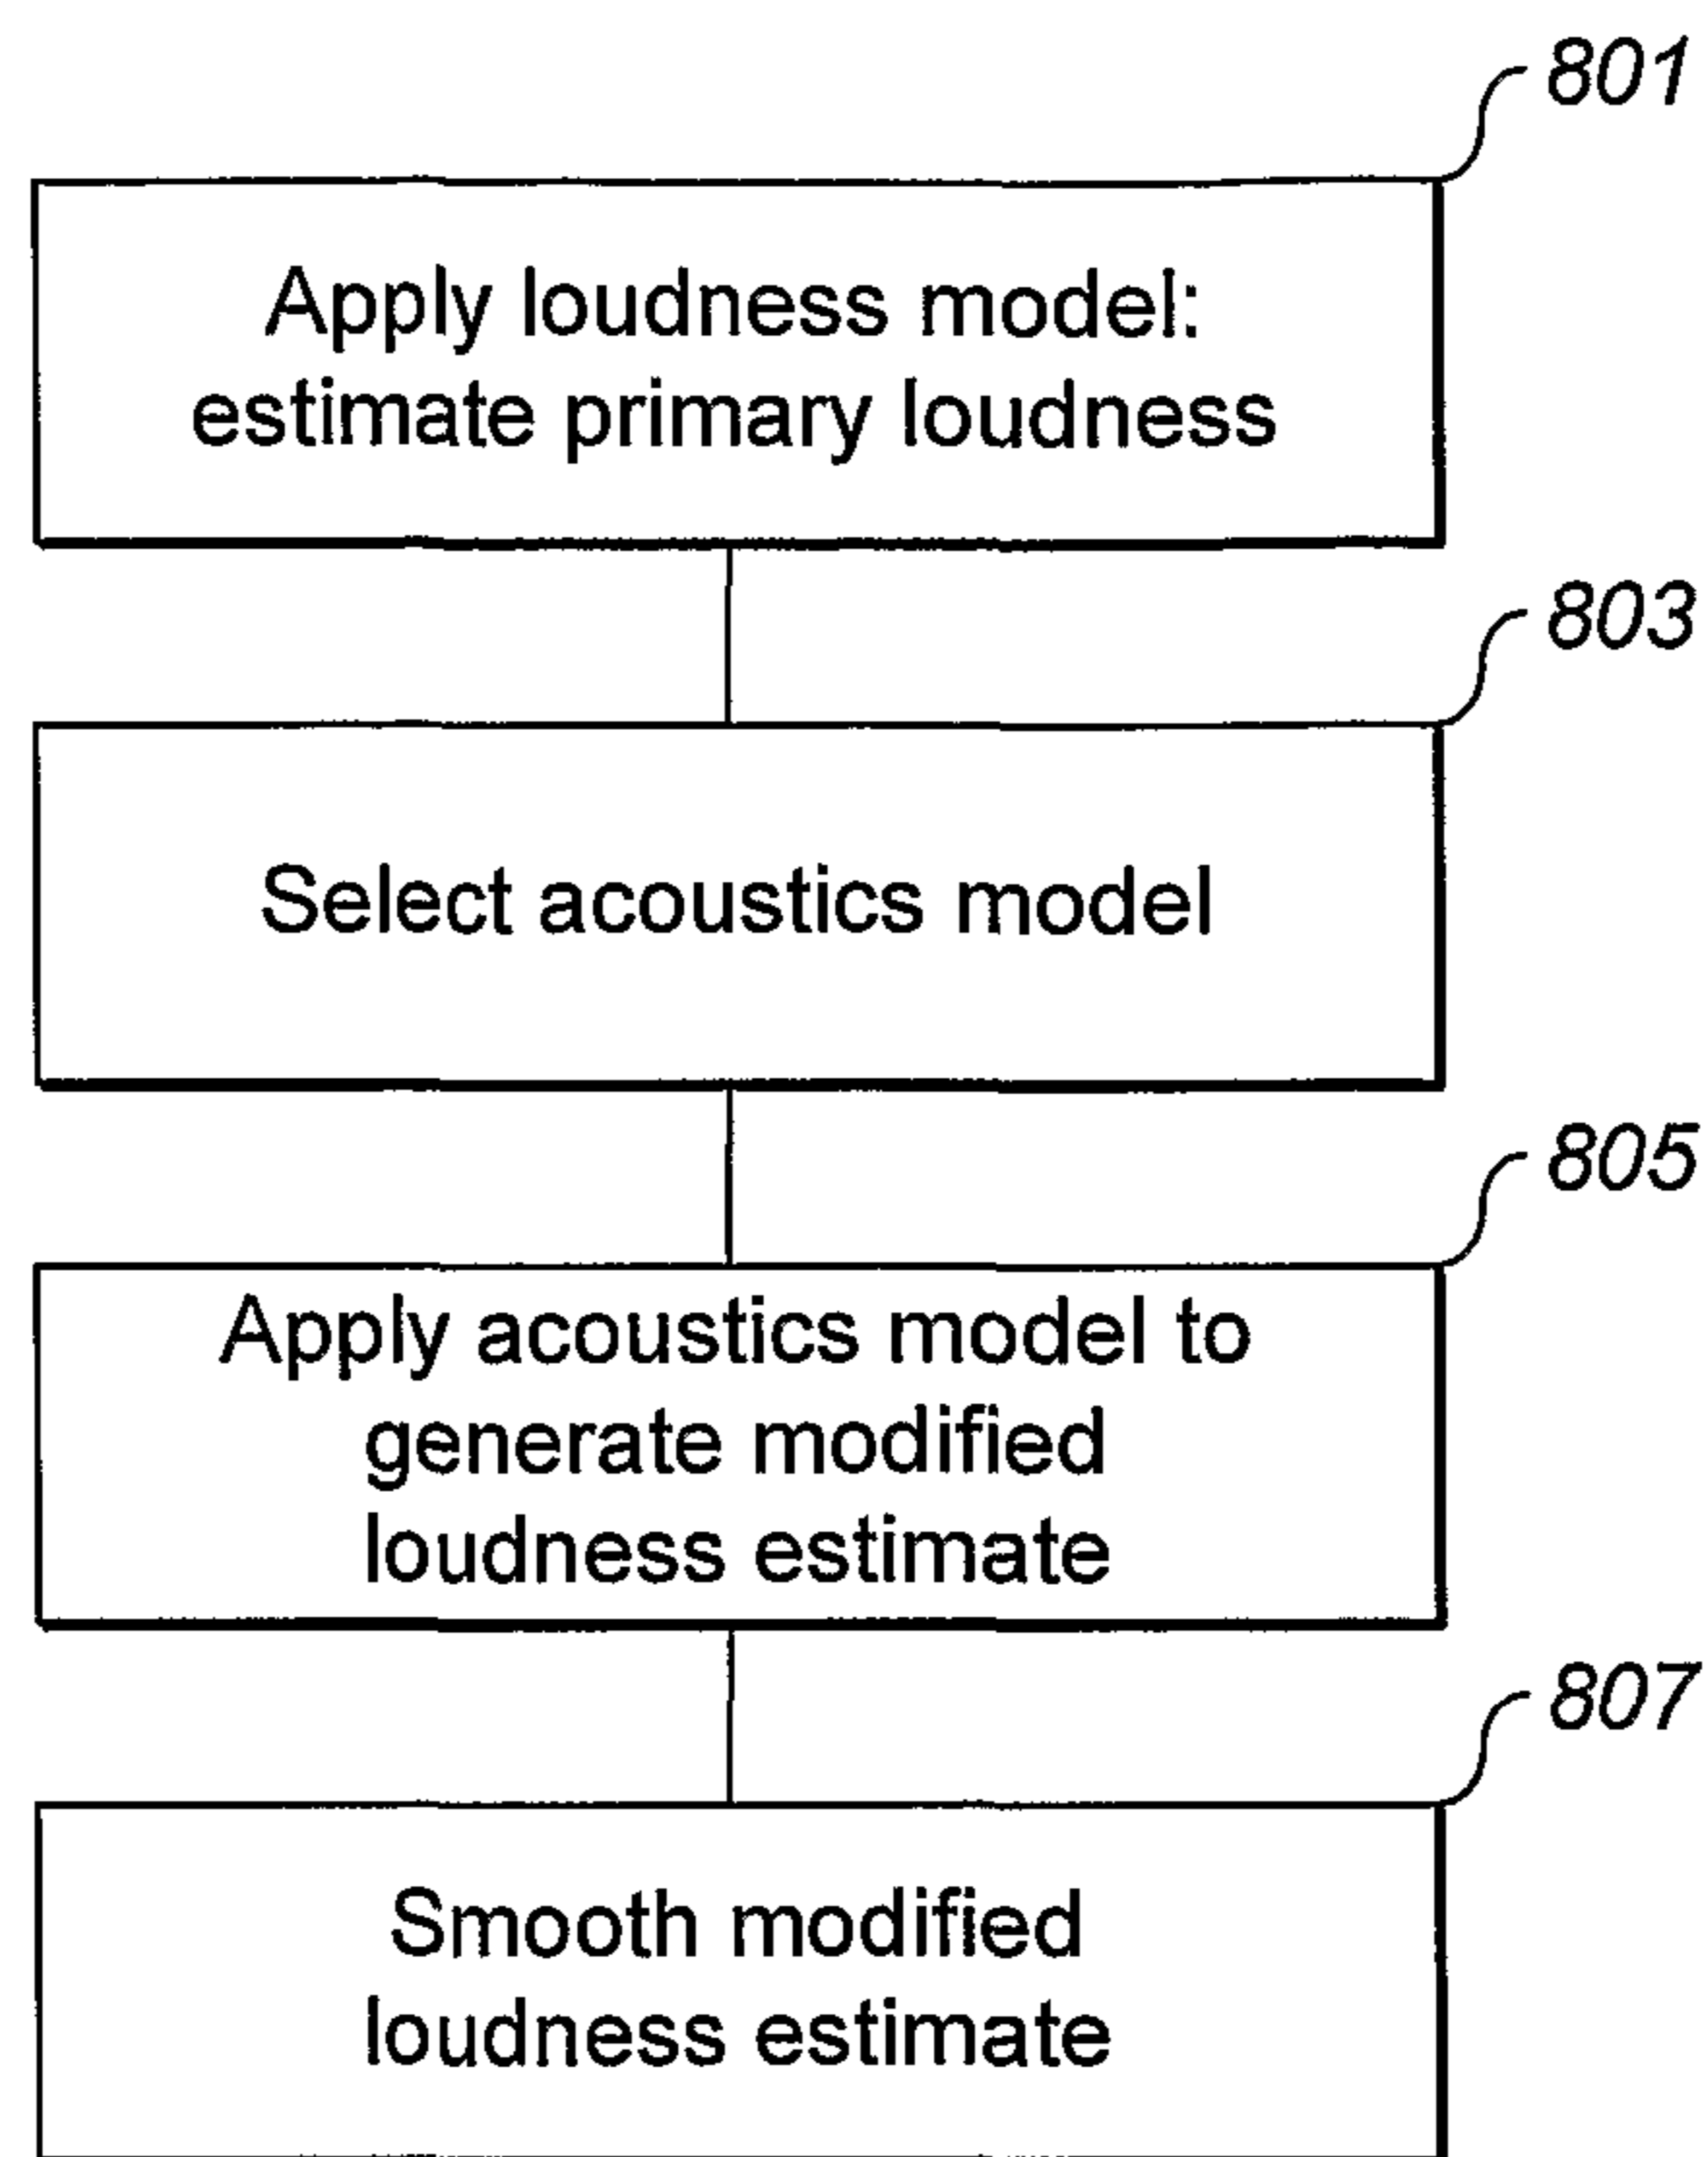 801
Apply loudness model:
estimate primary loudness
803
Select acoustics model
805
Apply acoustics model to
generate modified
loudness estimate
807
Smooth modified
loudness estimate